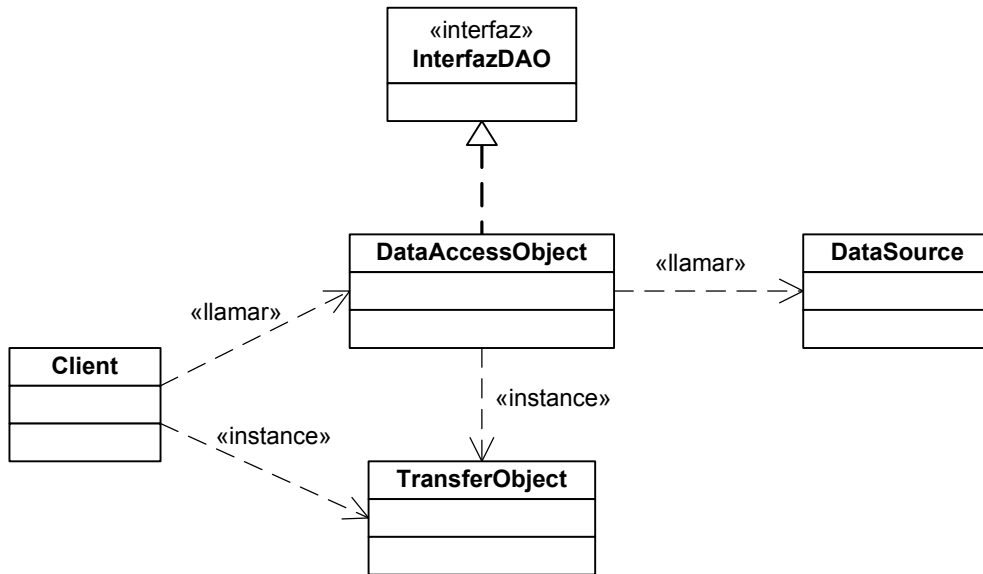 «interfaz»
InterfazDAO
DataAccessObject
«llamar»
DataSource
«llamar»
Client
«instance»
«instance»
TransferObject